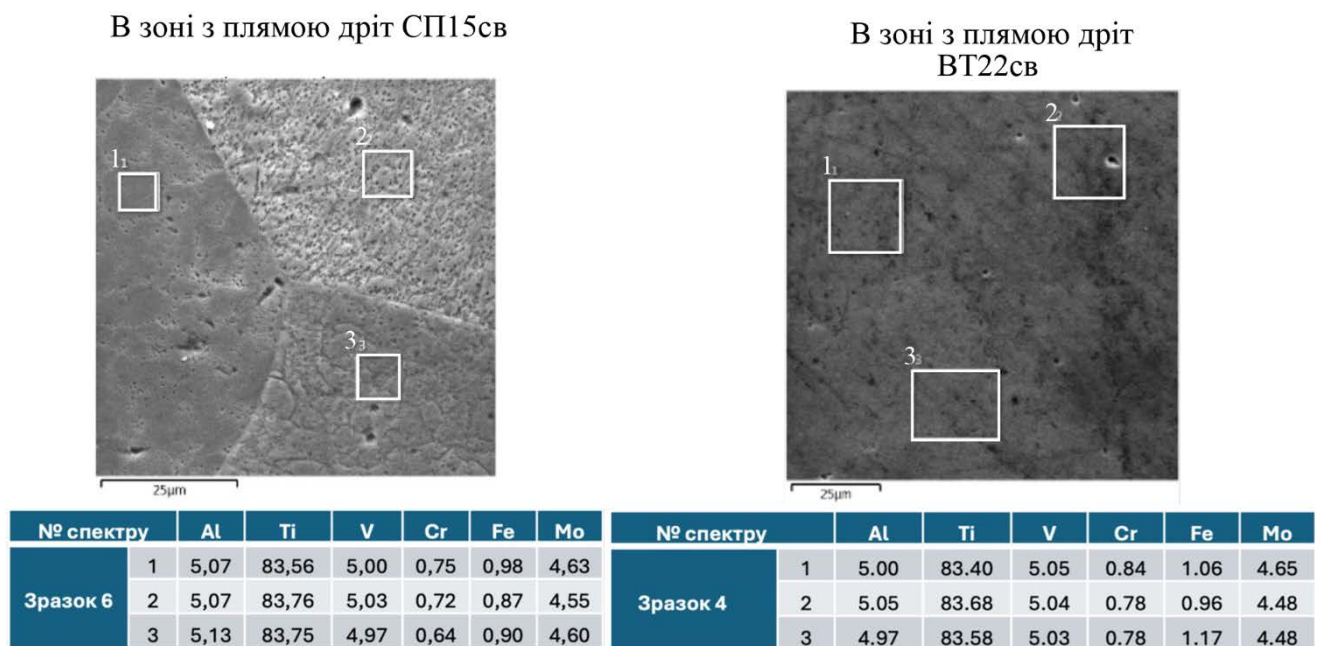 В зоні з плямою дріт СП15св
В зоні з плямою дріт
ВТ22св
1₁
2
3₃
25µm
1₁
2₂
3₃
25µm
№ спектру Al Ti V Cr Fe Mo
Зразок 6
1 5,07 83,56 5,00 0,75 0,98 4,63
2 5,07 83,76 5,03 0,72 0,87 4,55
3 5,13 83,75 4,97 0,64 0,90 4,60
№ спектру Al Ti V Cr Fe Mo
Зразок 4
1 5.00 83.40 5.05 0.84 1.06 4.65
2 5.05 83.68 5.04 0.78 0.96 4.48
3 4.97 83.58 5.03 0.78 1.17 4.48